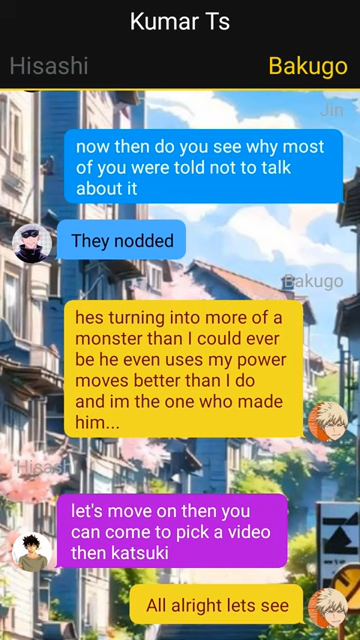 Kumar Ts
Hisashi
Bakugo
Jin
now then do you see why most
of you were told not to talk
about it
They nodded
Bakugo
hes turning into more of a
monster than I could ever
be he even uses my power
moves better than I do
and im the one who made
him...
Hisashi
let's move on then you
can come to pick a video
then katsuki
All alright lets see